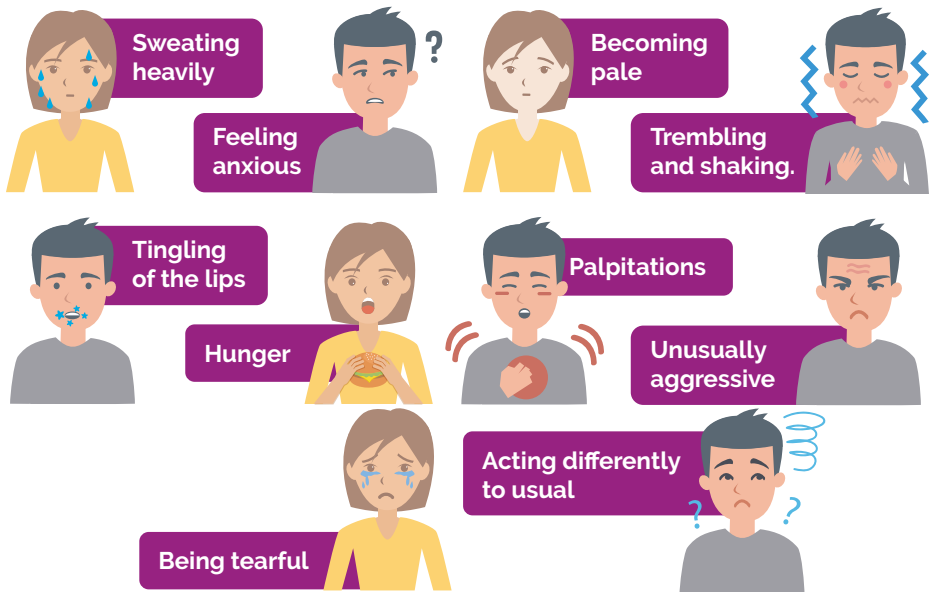 Sweating
heavily
?
Feeling
anxious
Becoming
pale
Trembling
and shaking.
Tingling
of the lips
Hunger
Palpitations
Unusually
aggressive
Being tearful
Acting differently
to usual
? ?